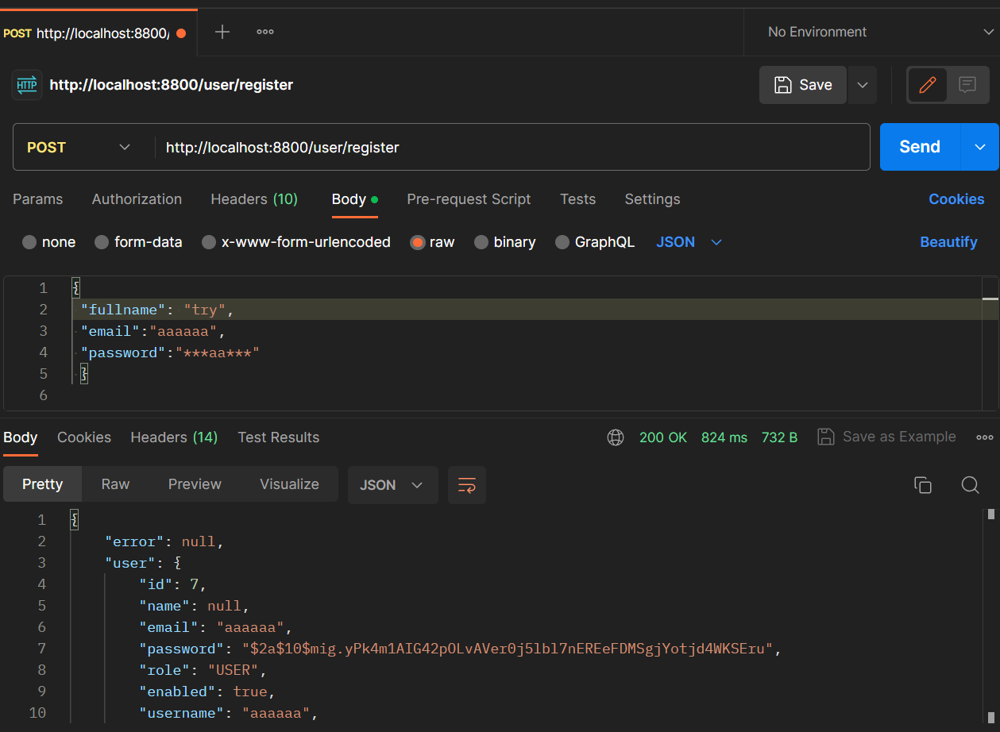 POST http://localhost:8800/
No Environment
HTTP http://localhost:8800/user/register
Save
POST http://localhost:8800/user/register Send
Params Authorization Headers (10) Body Pre-request Script Tests Settings Cookies
none form-data x-www-form-urlencoded raw binary GraphQL JSON Beautify
1 {
2 "fullname": "try",
3 "email":"aaaaaa",
4 "password":"***aa***"
5 }
6
Body Cookies Headers (14) Test Results 200 OK 824 ms 732 B Save as Example
Pretty Raw Preview Visualize JSON
1 {
2 "error": null,
3 "user": {
4 "id": 7,
5 "name": null,
6 "email": "aaaaaa",
7 "password": "$2a$10$mig.yPk4m1AIG42pOLvAVer0j5lbl7nEREeFDMSgjYotjd4WKSEru",
8 "role": "USER",
9 "enabled": true,
10 "username": "aaaaaa",